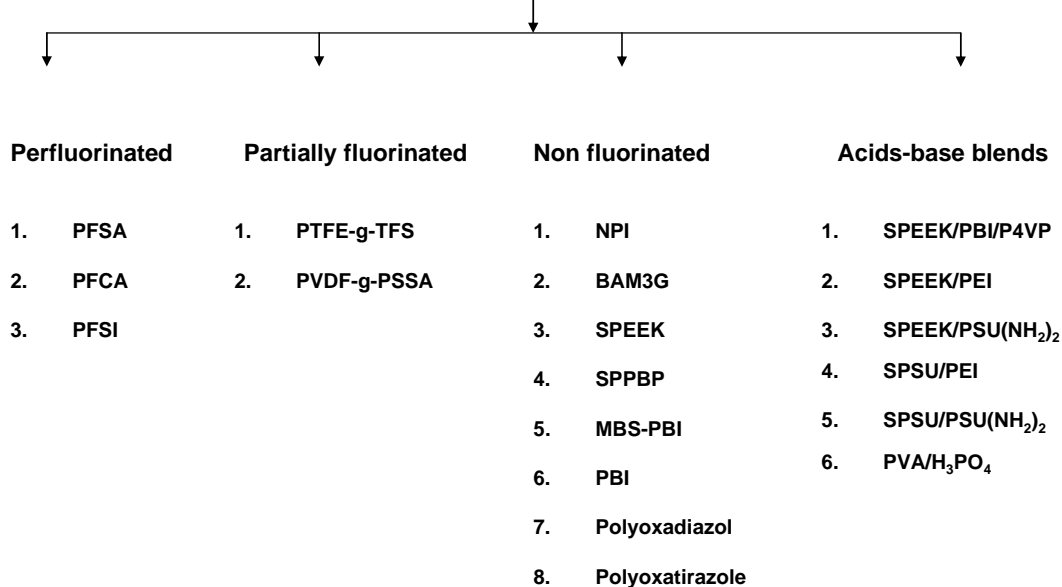 Perfluorinated
1. PFSA
2. PFCA
3. PFSI
Partially fluorinated
1. PTFE-g-TFS
2. PVDF-g-PSSA
Non fluorinated
1. NPI
2. BAM3G
3. SPEEK
4. SPPBP
5. MBS-PBI
6. PBI
7. Polyoxadiazol
8. Polyoxatirazole
Acids-base blends
1. SPEEK/PBI/P4VP
2. SPEEK/PEI
3. SPEEK/PSU(NH₂)₂
4. SPSU/PEI
5. SPSU/PSU(NH₂)₂
6. PVA/H₃PO₄